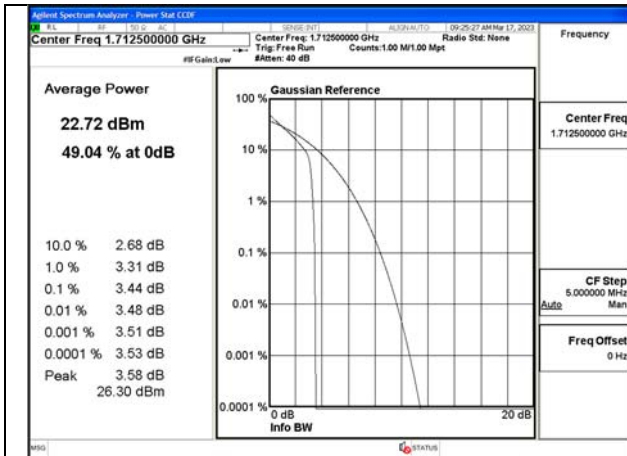 Agilent Spectrum Analyzer - Power Stat CCDF
RL RF 50 Ω AC SENSE:INT ALIGN AUTO 09:25:27 AM Mar 17, 2023
Center Freq 1.712500000 GHz
Center Freq: 1.712500000 GHz Radio Std: None
Trig: Free Run Counts:1.00 M/1.00 Mpt
#IFGain:Low #Atten: 40 dB
Frequency
Average Power
22.72 dBm
49.04 % at 0dB
10.0 % 2.68 dB
1.0 % 3.31 dB
0.1 % 3.44 dB
0.01 % 3.48 dB
0.001 % 3.51 dB
0.0001 % 3.53 dB
Peak 3.58 dB
26.30 dBm
Gaussian Reference
100 %
10 %
1 %
0.1 %
0.01 %
0.001 %
0.0001 %
0 dB 20 dB
Info BW
Center Freq
1.712500000 GHz
CF Step
5.000000 MHz
Auto Man
Freq Offset
0 Hz
MSG STATUS